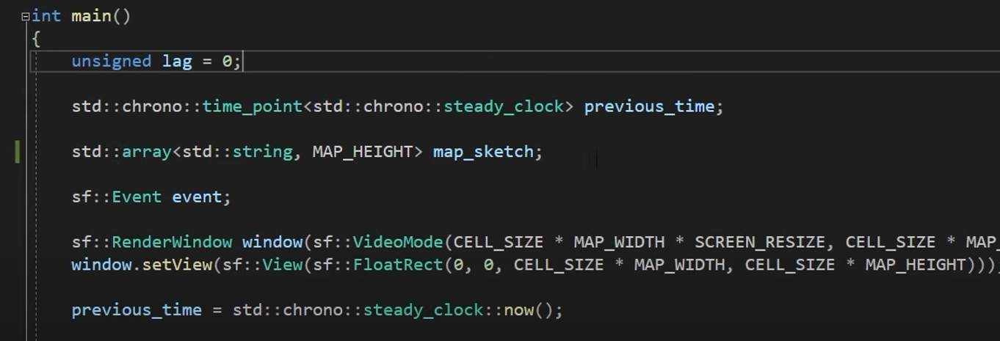 int main()
{
unsigned lag = 0;
std::chrono::time_point<std::chrono::steady_clock> previous_time;
std::array<std::string, MAP_HEIGHT> map_sketch;
sf::Event event;
sf::RenderWindow window(sf::VideoMode(CELL_SIZE * MAP_WIDTH * SCREEN_RESIZE, CELL_SIZE * MAP_
window.setView(sf::View(sf::FloatRect(0, 0, CELL_SIZE * MAP_WIDTH, CELL_SIZE * MAP_HEIGHT)));
previous_time = std::chrono::steady_clock::now();